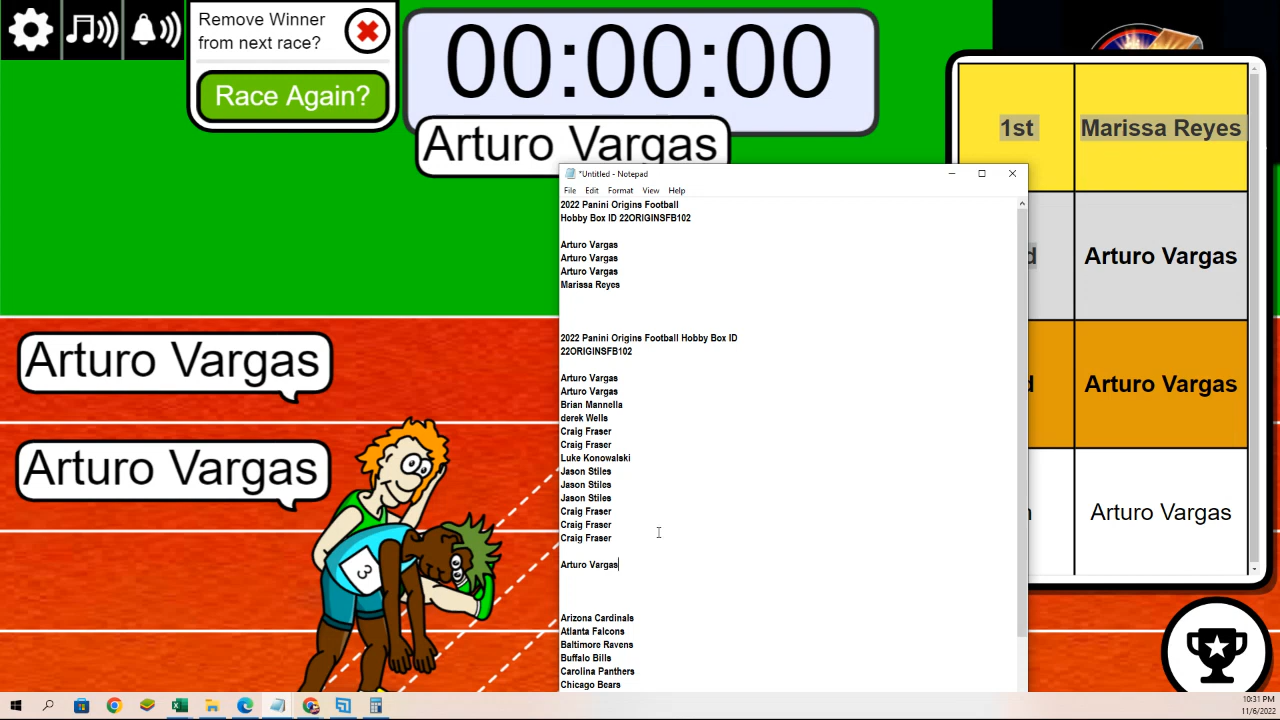 Remove Winner
from next race?
Race Again?
00:00:00
Arturo Vargas
1st Marissa Reyes
d Arturo Vargas
d Arturo Vargas
Arturo Vargas
Arturo Vargas
Arturo Vargas
3
*Untitled - Notepad
File Edit Format View Help
2022 Panini Origins Football
Hobby Box ID 22ORIGINSFB102
Arturo Vargas
Arturo Vargas
Arturo Vargas
Marissa Reyes
2022 Panini Origins Football Hobby Box ID
22ORIGINSFB102
Arturo Vargas
Arturo Vargas
Brian Mannella
derek Wells
Craig Fraser
Craig Fraser
Luke Konowalski
Jason Stiles
Jason Stiles
Jason Stiles
Craig Fraser
Craig Fraser
Craig Fraser
Arturo Vargas
Arizona Cardinals
Atlanta Falcons
Baltimore Ravens
Buffalo Bills
Carolina Panthers
Chicago Bears
10:31 PM
11/6/2022